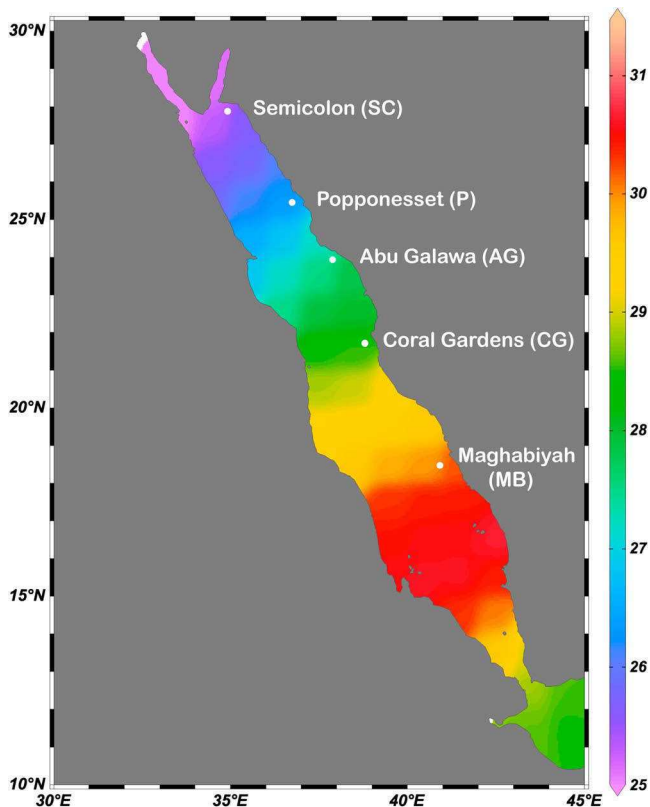 30°N
31
Semicolon (SC)
30
Popponesset (P)
25°N
Abu Galawa (AG)
29
Coral Gardens (CG)
20°N
28
Maghabiyah
(MB)
27
15°N
26
10°N
25
30°E
35°E
40°E
45°E